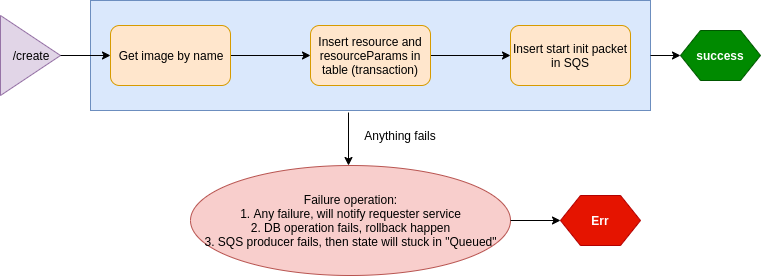 /create
Get image by name
Insert resource and
resourceParams in
table (transaction)
Insert start init packet
in SQS
success
Anything fails
Failure operation:
1. Any failure, will notify requester service
2. DB operation fails, rollback happen
3. SQS producer fails, then state will stuck in "Queued"
Err